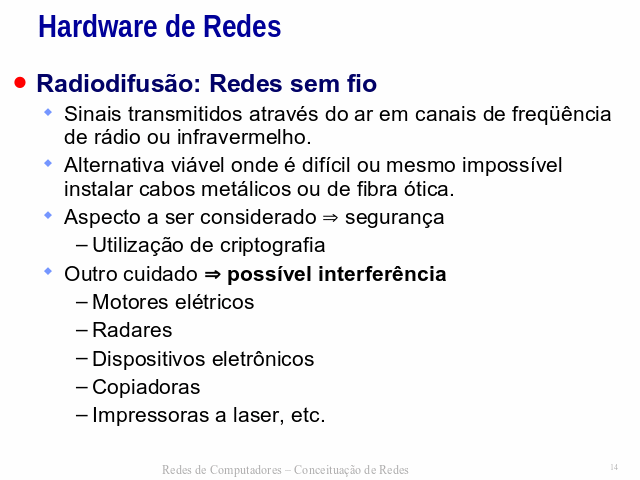 Hardware de Redes
● Radiodifusão: Redes sem fio
◆ Sinais transmitidos através do ar em canais de freqüência
de rádio ou infravermelho.
◆ Alternativa viável onde é difícil ou mesmo impossível
instalar cabos metálicos ou de fibra ótica.
◆ Aspecto a ser considerado ⇒ segurança
– Utilização de criptografia
◆ Outro cuidado ⇒ possível interferência
– Motores elétricos
– Radares
– Dispositivos eletrônicos
– Copiadoras
– Impressoras a laser, etc.
Redes de Computadores – Conceituação de Redes
14